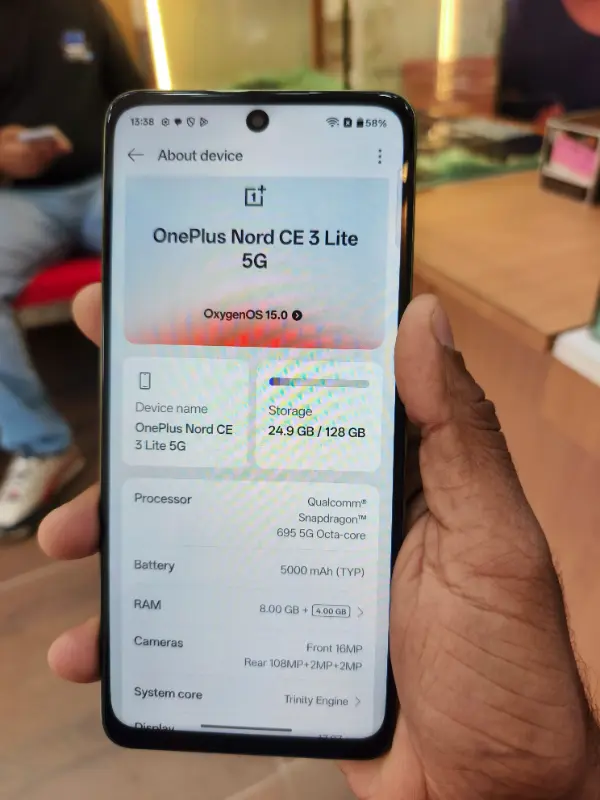 13:38
58%
About device
OnePlus Nord CE 3 Lite
5G
OxygenOS 15.0
Device name
OnePlus Nord CE
3 Lite 5G
Storage
24.9 GB / 128 GB
Processor
Qualcomm®
Snapdragon™
695 5G Octa-core
Battery
5000 mAh (TYP)
RAM
8.00 GB + 4.00 GB
Cameras
Front 16MP
Rear 108MP+2MP+2MP
System core
Trinity Engine
Display